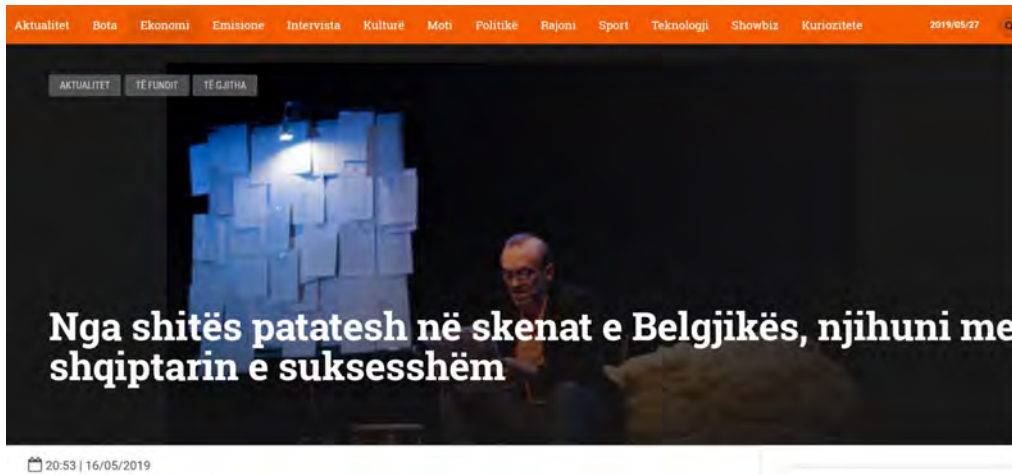 Aktualitet Bota Ekonomi Emisione Intervista Kulturë Moti Politikë Rajoni Sport Teknologji Showbiz Kuriozitete 2019/05/27
AKTUALITET TË FUNDIT TË GJITHA
Nga shitës patatesh në skenat e Belgjikës, njihuni me
shqiptarin e suksesshëm
20:53 | 16/05/2019